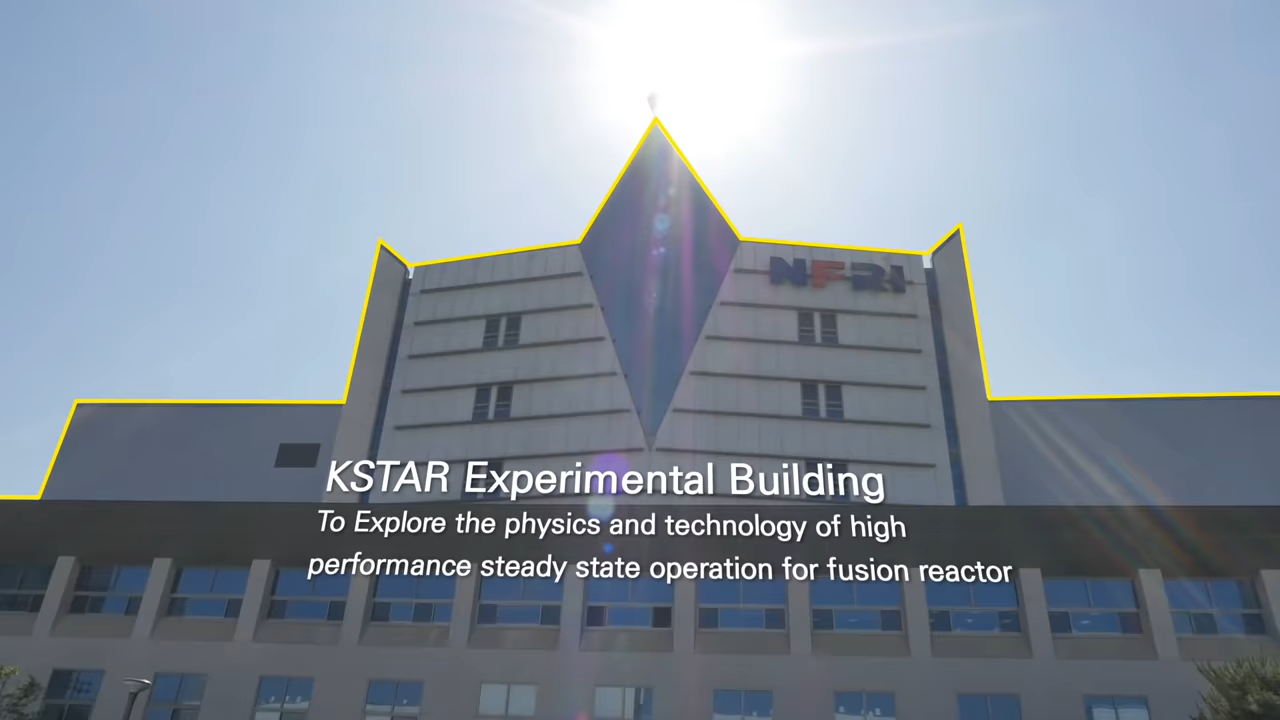 NFRI
KSTAR Experimental Building
To Explore the physics and technology of high
performance steady state operation for fusion reactor